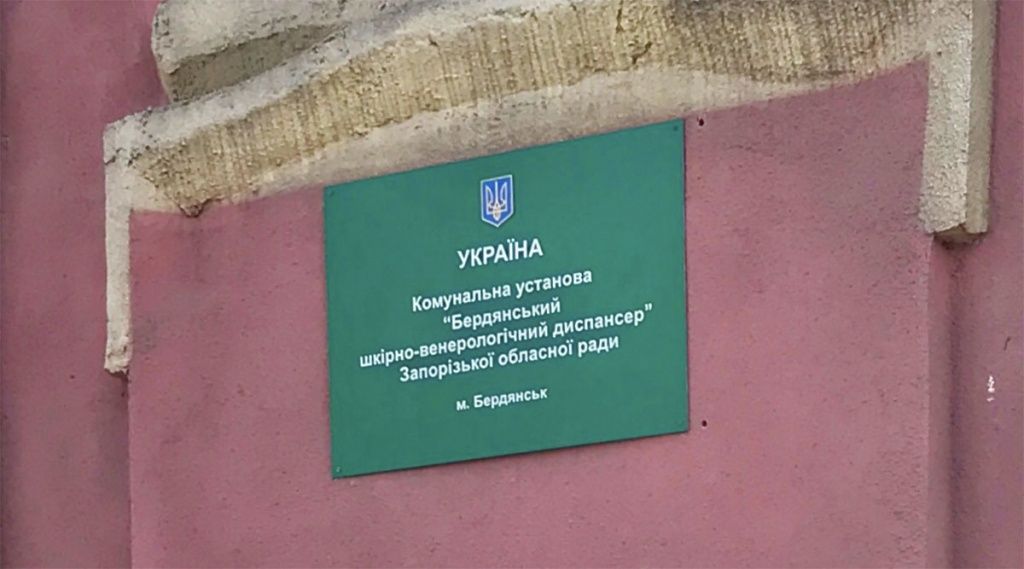 УКРАЇНА
Комунальна установа
“Бердянський
шкірно-венерологічний диспансер”
Запорізької обласної ради
м. Бердянськ